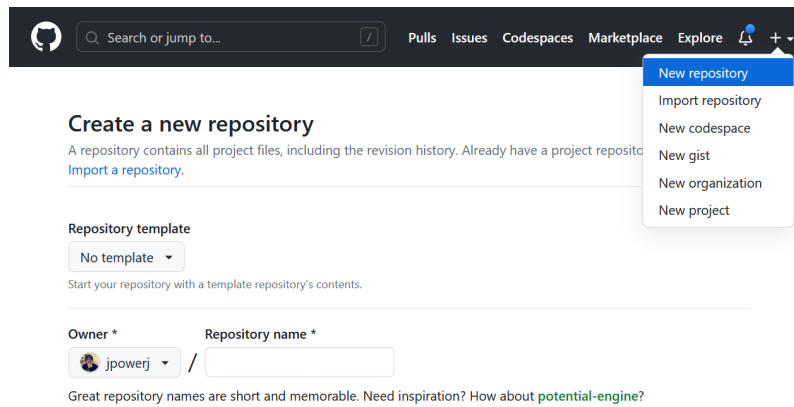 Search or jump to... /
Pulls Issues Codespaces Marketplace Explore +
New repository
Import repository
New codespace
New gist
New organization
New project
Create a new repository
A repository contains all project files, including the revision history. Already have a project
Import a repository.
Repository template
No template
Start your repository with a template repository's contents.
Owner * Repository name *
jpowerj /
Great repository names are short and memorable. Need inspiration? How about potential-engine?